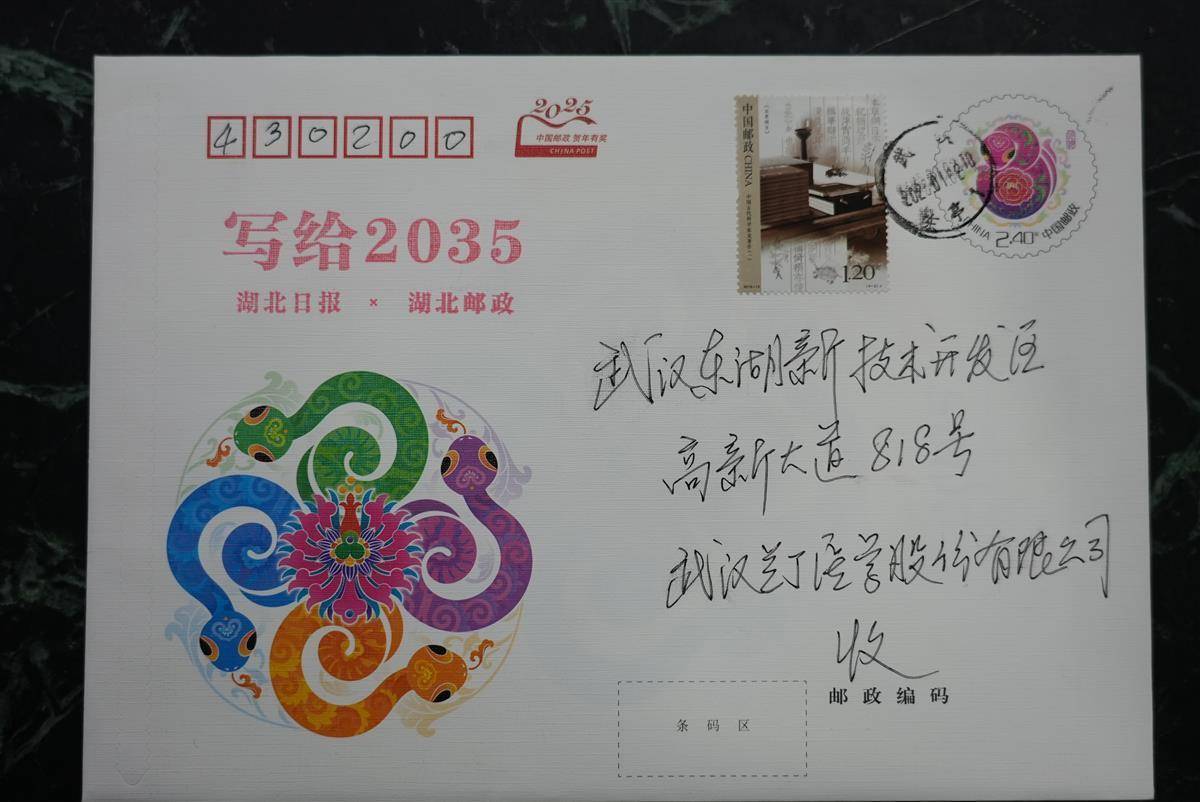 430200
2025
中国邮政 贺年有奖
CHINA POST
写给2035
湖北日报 × 湖北邮政
中国邮政 CHINA
1.20
2.40元 中国邮政
武汉东湖新技术开发区
高新大道818号
武汉兰丁医学股份有限公司
收
邮政编码
条码区